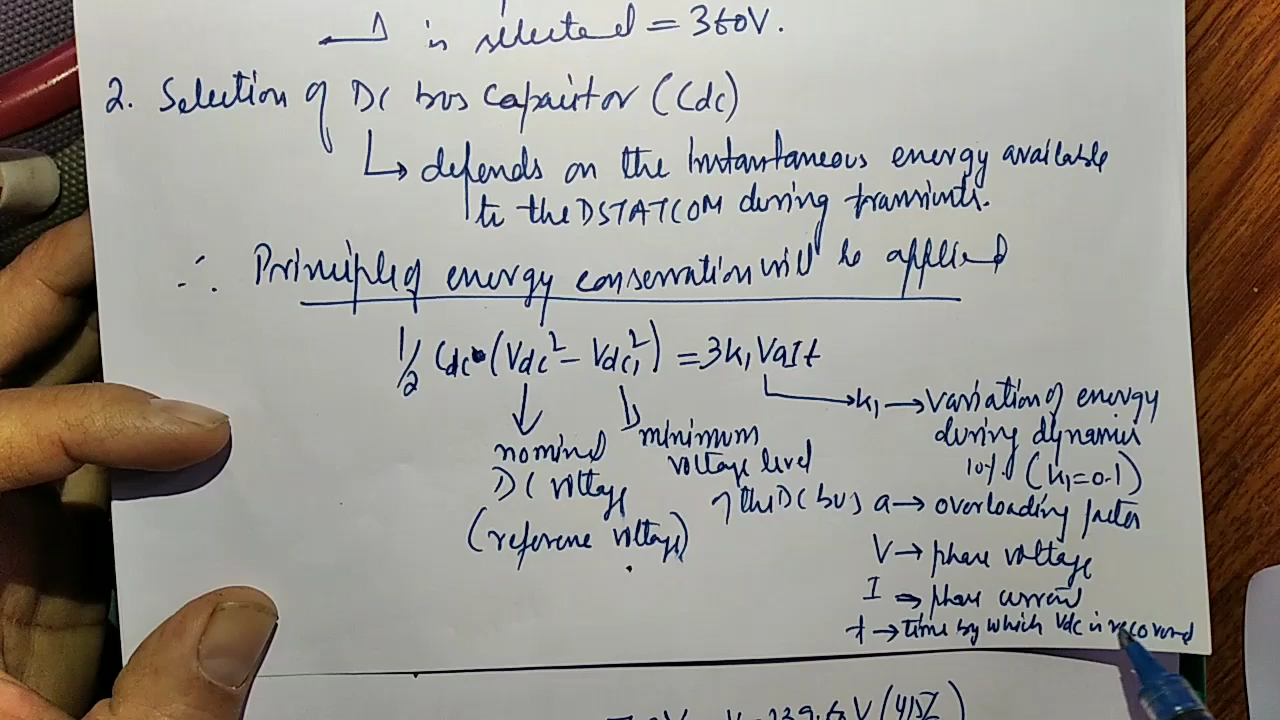 is selected = 360V.
2. Selection of DC bus Capacitor (Cdc)
↳ depends on the Instantaneous energy available
to the DSTATCOM during transients.
∴ Principle of energy conservation will be applied
1/2 Cdc (Vdc² - Vdc₁²) = 3k₁VaIt
k₁ → variation of energy
during dynamics
10% (k₁=0.1)
nominal
DC voltage
(reference voltage)
minimum
voltage level
of the DC bus
a → overloading factor
V → phase voltage
I → phase current
t → time by which Vdc is recovered
V 239.6V (415/